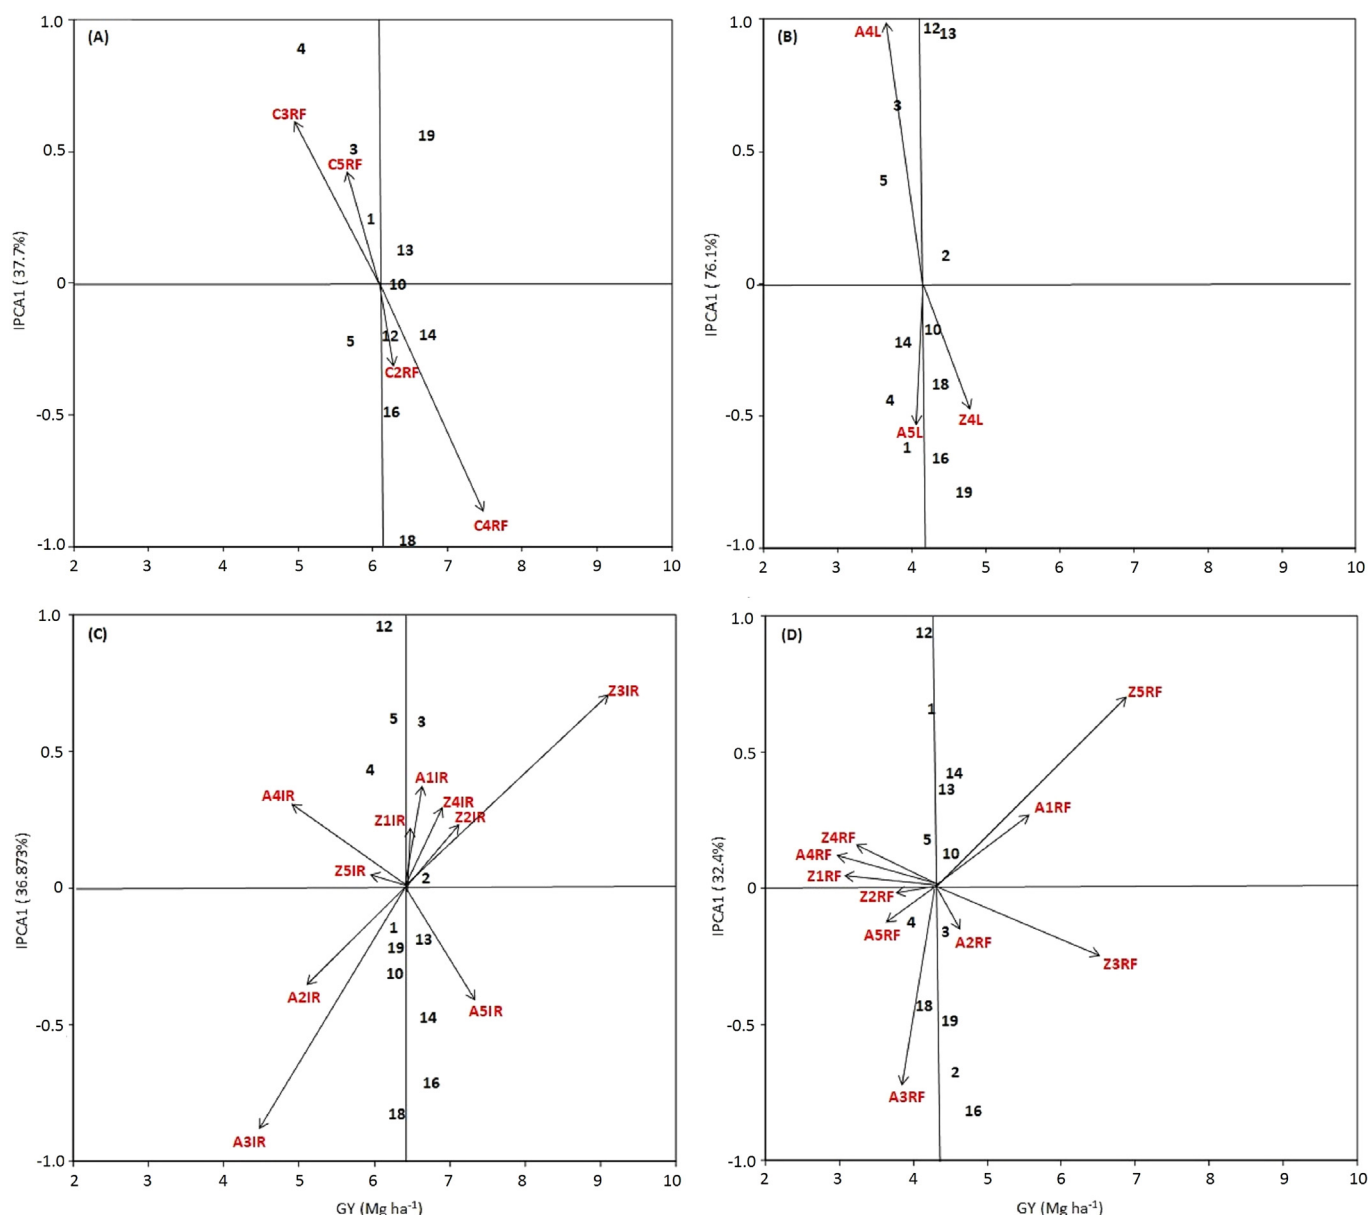 (A)
1.0
4
C3RF
19
0.5
3
C5RF
1
13
IPCA1 ( 37.7%)
0
10
12
14
5
C2RF
-0.5
16
C4RF
18
-1.0
2 3 4 5 6 7 8 9 10
(B)
1.0
12
13
A4L
3
0.5
5
2
IPCA1 ( 76.1%)
0
10
14
18
4
-0.5
Z4L
A5L
1
16
19
-1.0
2 3 4 5 6 7 8 9 10
(C)
1.0
12
Z3IR
5
3
0.5
4
A1IR
A4IR
Z4IR
Z1IR
Z2IR
Z5IR
2
IPCA1 ( 36.873%)
0
1
13
19
10
A2IR
A5IR
-0.5
14
16
18
A3IR
-1.0
2 3 4 5 6 7 8 9 10
GY (Mg ha-1)
(D)
1.0
12
Z5RF
1
0.5
14
13
A1RF
Z4RF
5
A4RF
10
Z1RF
IPCA1 ( 32.4%)
0
Z2RF
4
A5RF
3
A2RF
Z3RF
18
19
-0.5
2
A3RF
16
-1.0
2 3 4 5 6 7 8 9 10
GY (Mg ha-1)